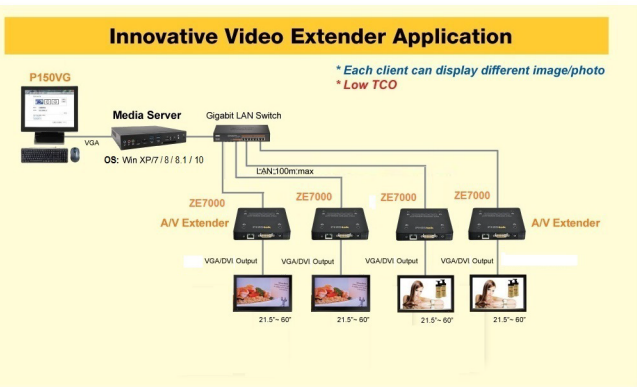 Innovative Video Extender Application
* Each client can display different image/photo
* Low TCO
P150VG
Media Server
Gigabit LAN Switch
VGA
OS: Win XP/7 / 8 / 8.1 / 10
LAN:100m:max
ZE7000
ZE7000
ZE7000
ZE7000
A/V Extender
A/V Extender
VGA/DVI Output
VGA/DVI Output
VGA/DVI Output
VGA/DVI Output
21.5"~ 60"
21.5"~ 60"
21.5"~ 60"
21.5"~ 60"